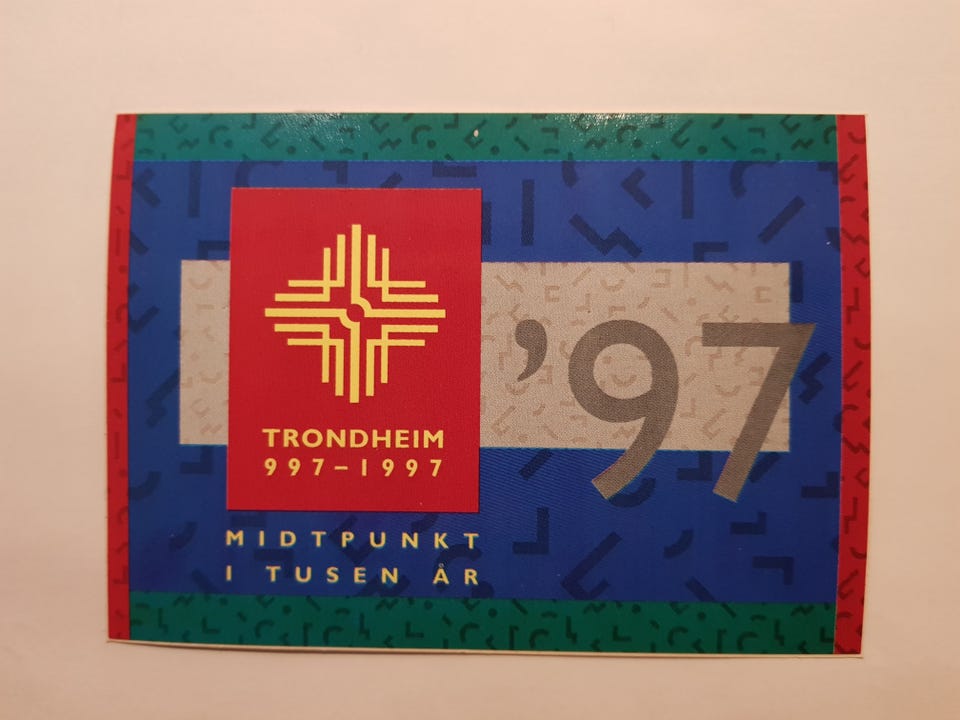 TRONDHEIM
997–1997
MIDTPUNKT
I TUSEN ÅR
’97